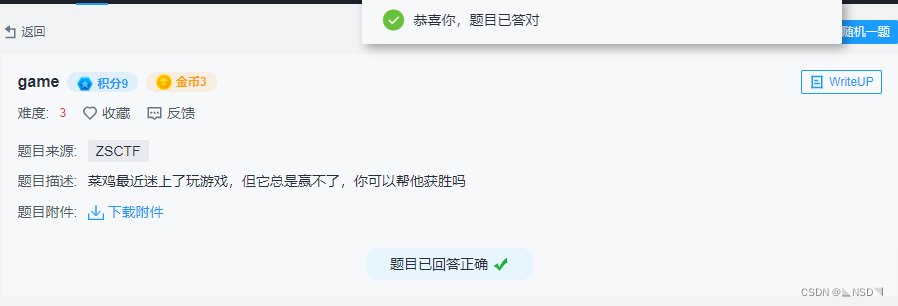 恭喜你，题目已答对
返回
随机一题
game 积分9 金币3
WriteUP
难度: 3 收藏 反馈
题目来源: ZSCTF
题目描述: 菜鸡最近迷上了玩游戏，但它总是赢不了，你可以帮他获胜吗
题目附件: 下载附件
题目已回答正确
CSDN @ NSD